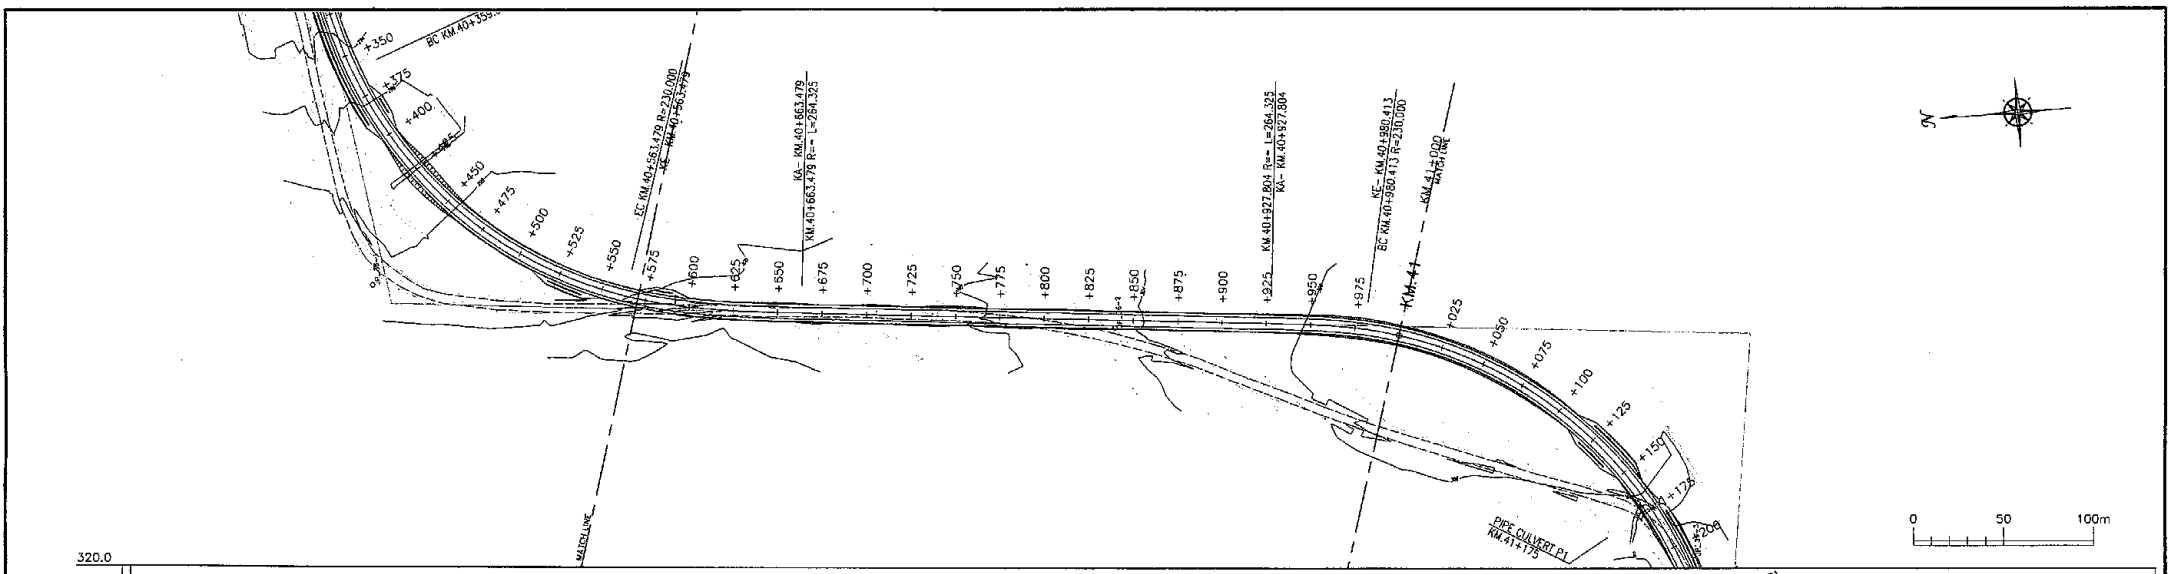 +350
BC KM.40+359.
+375
+400
+425
+450
+475
+500
+525
+550
EC KM.40+563.479 R=230.000
KE- KM.40+563.479
+575
+600
+625
+650
KA- KM.40+663.479
KM.40+663.479 R=∞ L=264.325
+675
+700
+725
+750
+775
+800
+825
+850
+875
+900
+925
KM.40+927.804 R=∞ L=264.325
KA- KM.40+927.804
+950
+975
KE- KM.40+980.413
BC KM.40+980.413 R=230.000
KM.41+000
MATCH LINE
KM.41
+025
+050
+075
+100
+125
+150
+175
+200
PIPE CULVERT P1
KM.41+175
MATCH LINE
N
0 50 100m
320.0